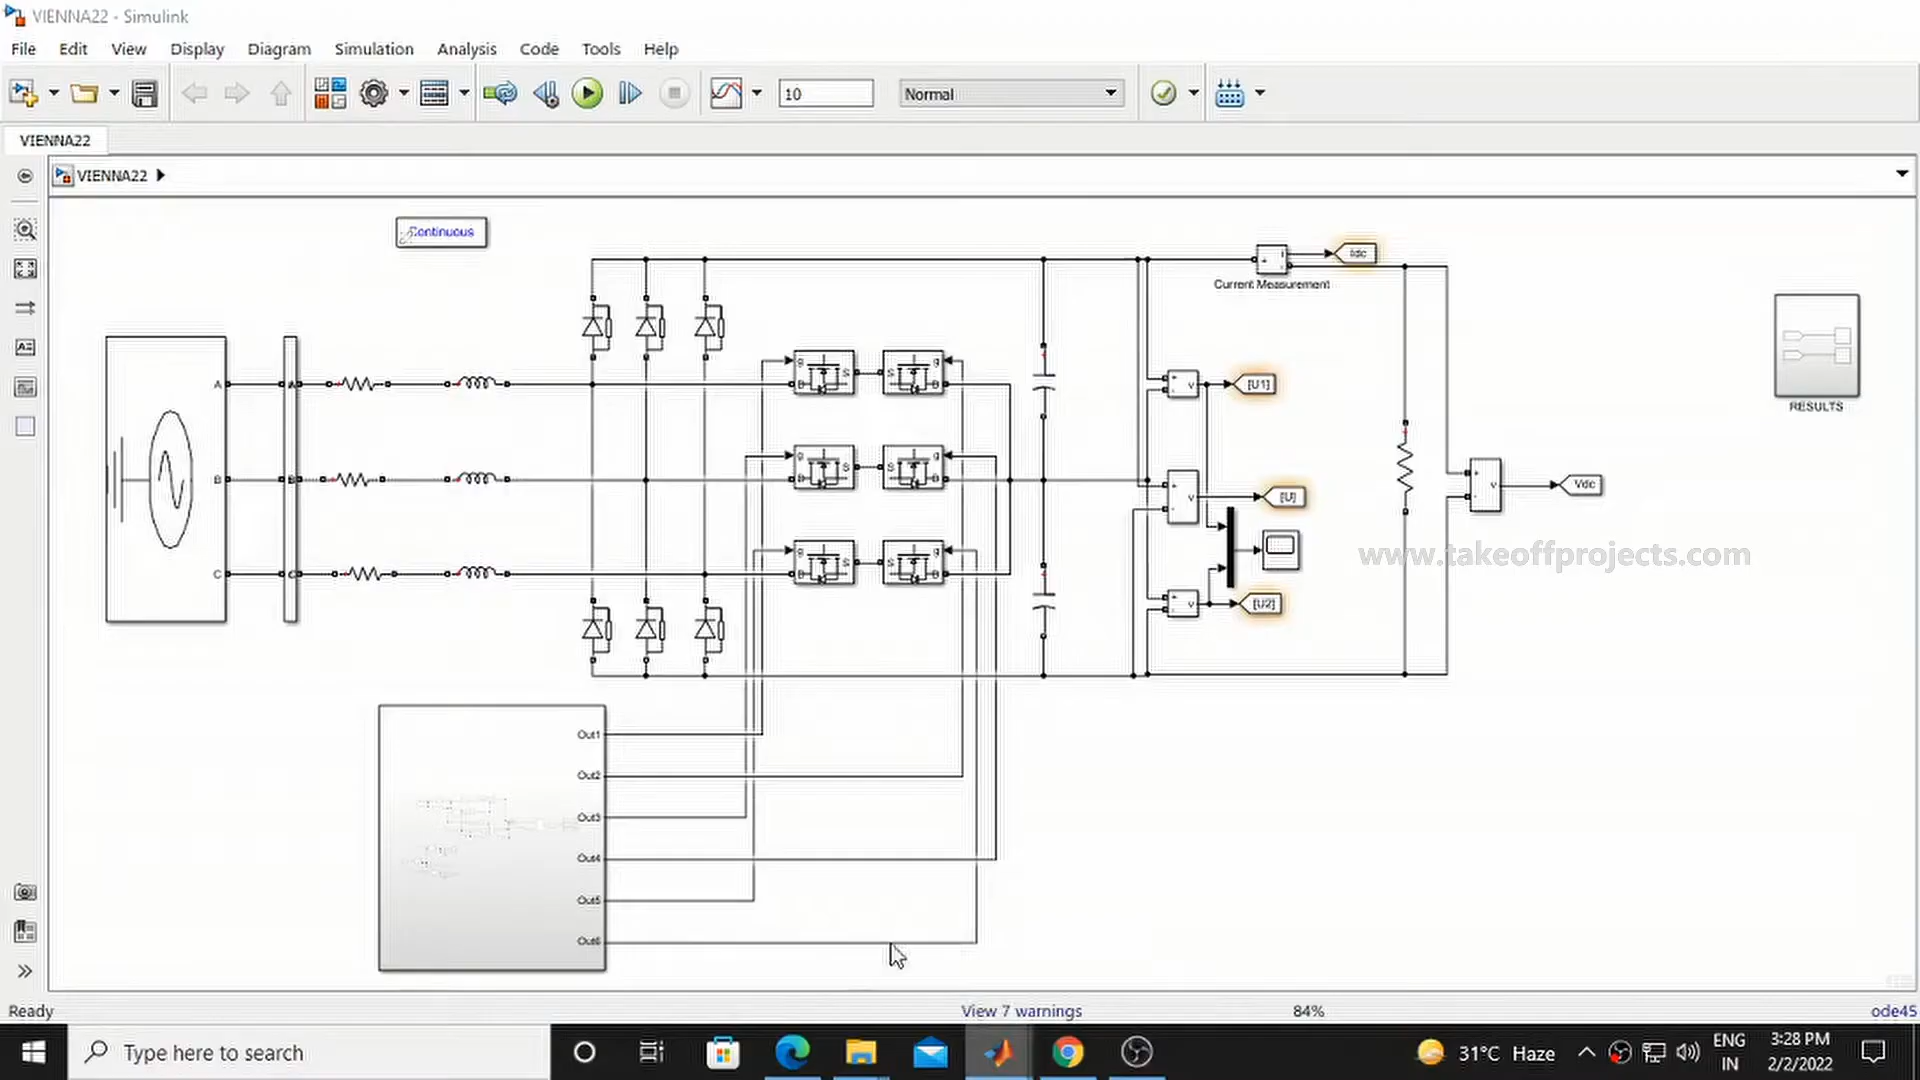 VIENNA22 - Simulink
File Edit View Display Diagram Simulation Analysis Code Tools Help
10
Normal
VIENNA22
VIENNA22
Continuous
Idc
Current Measurement
A
B
C
A
B
C
g
S
D
g
S
D
g
S
D
g
S
D
g
S
D
g
S
D
v
[U1]
v
[U]
v
[U2]
v
Vdc
RESULTS
www.takeoffprojects.com
Out1
Out2
Out3
Out4
Out5
Out6
Ready
View 7 warnings
84%
ode45
Type here to search
31°C Haze
ENG
IN
3:28 PM
2/2/2022